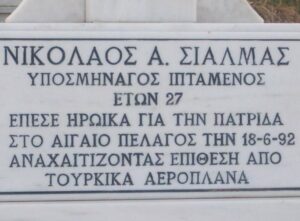 ΝΙΚΟΛΑΟΣ Α. ΣΙΑΛΜΑΣ
ΥΠΟΣΜΗΝΑΓΟΣ ΙΠΤΑΜΕΝΟΣ
ΕΤΩΝ 27
ΕΠΕΣΕ ΗΡΩΙΚΑ ΓΙΑ ΤΗΝ ΠΑΤΡΙΔΑ
ΣΤΟ ΑΙΓΑΙΟ ΠΕΛΑΓΟΣ ΤΗΝ 18-6-92
ΑΝΑΧΑΙΤΙΖΟΝΤΑΣ ΕΠΙΘΕΣΗ ΑΠΟ
ΤΟΥΡΚΙΚΑ ΑΕΡΟΠΛΑΝΑ